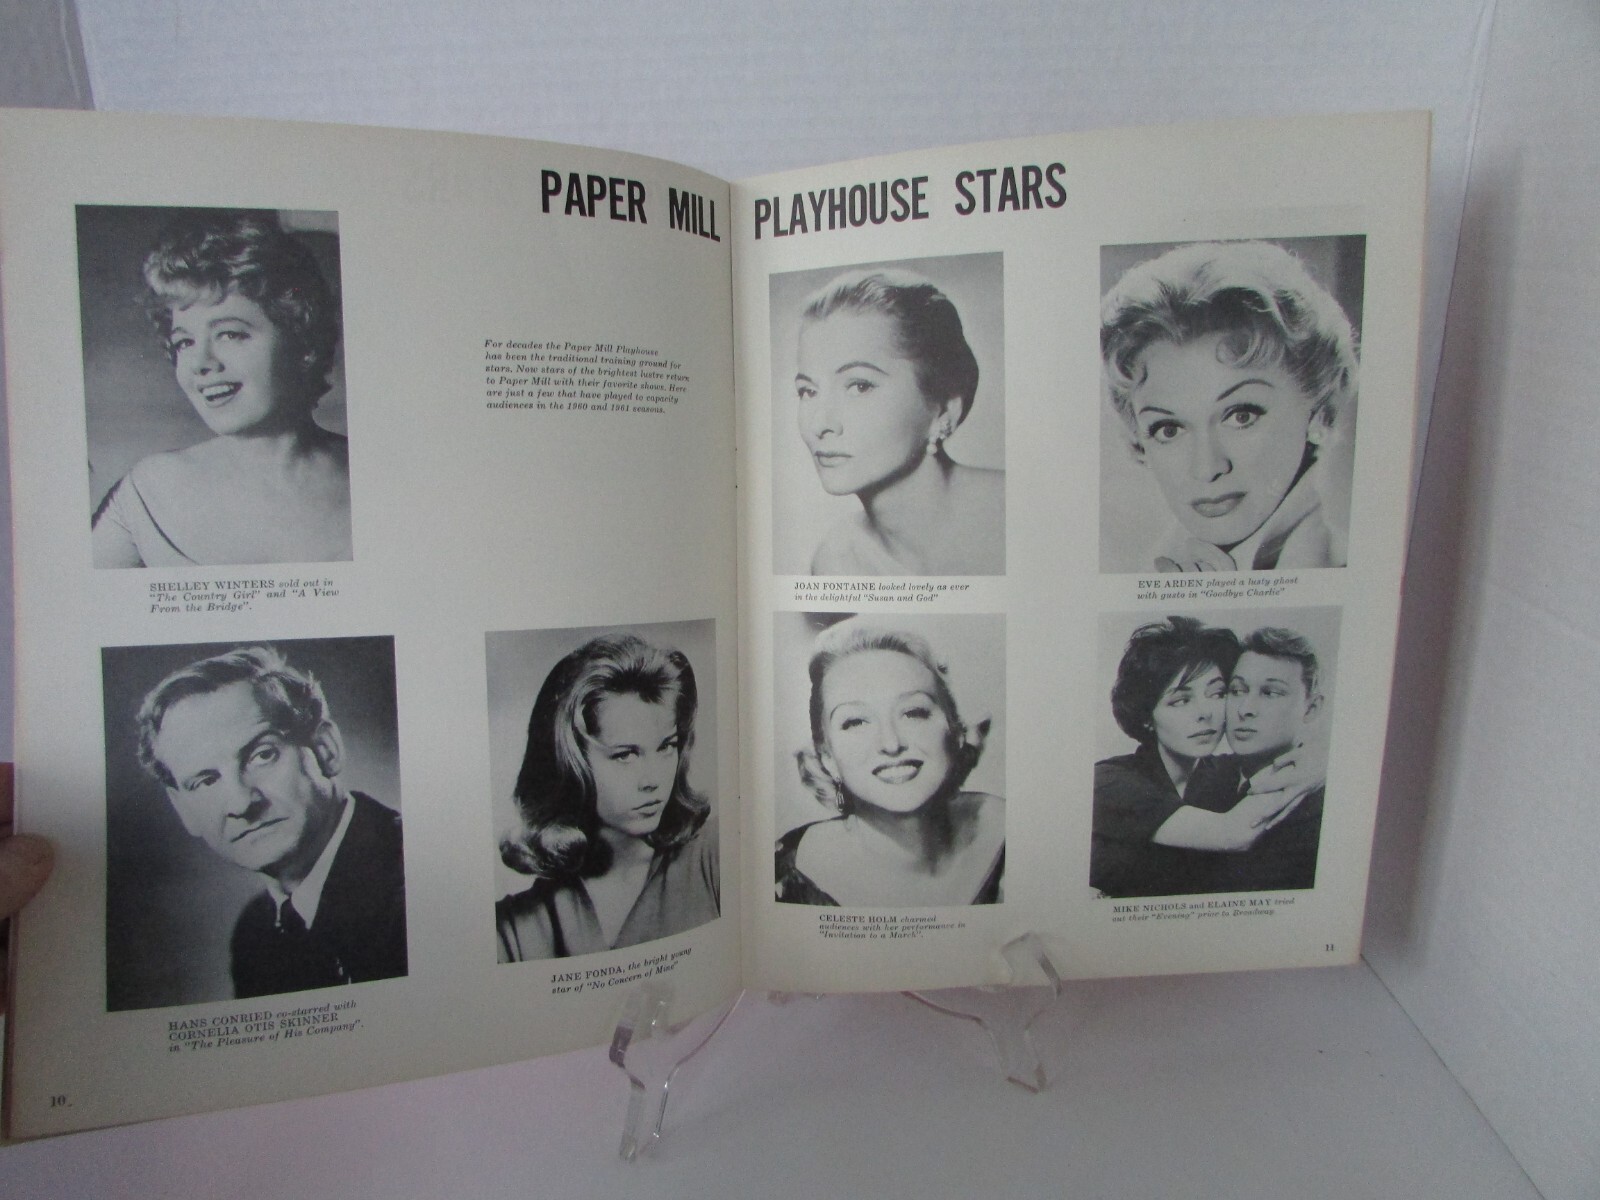 PAPER MILL PLAYHOUSE STARS
For decades the Paper Mill Playhouse
has been the traditional training ground for
stars. Now stars of the brightest lustre return
to Paper Mill with their favorite shows. Here
are just a few that have played to capacity
audiences in the 1960 and 1961 seasons.
SHELLEY WINTERS sold out in
"The Country Girl" and "A View
From the Bridge".
HANS CONRIED co-starred with
CORNELIA OTIS SKINNER
in "The Pleasure of His Company".
JANE FONDA, the bright young
star of "No Concern of Mine"
10
JOAN FONTAINE looked lovely as ever
in the delightful "Susan and God"
EVE ARDEN played a lusty ghost
with gusto in "Goodbye Charlie"
CELESTE HOLM charmed
audiences with her performance in
"Invitation to a March".
MIKE NICHOLS and ELAINE MAY tried
out their "Evening" prior to Broadway
11